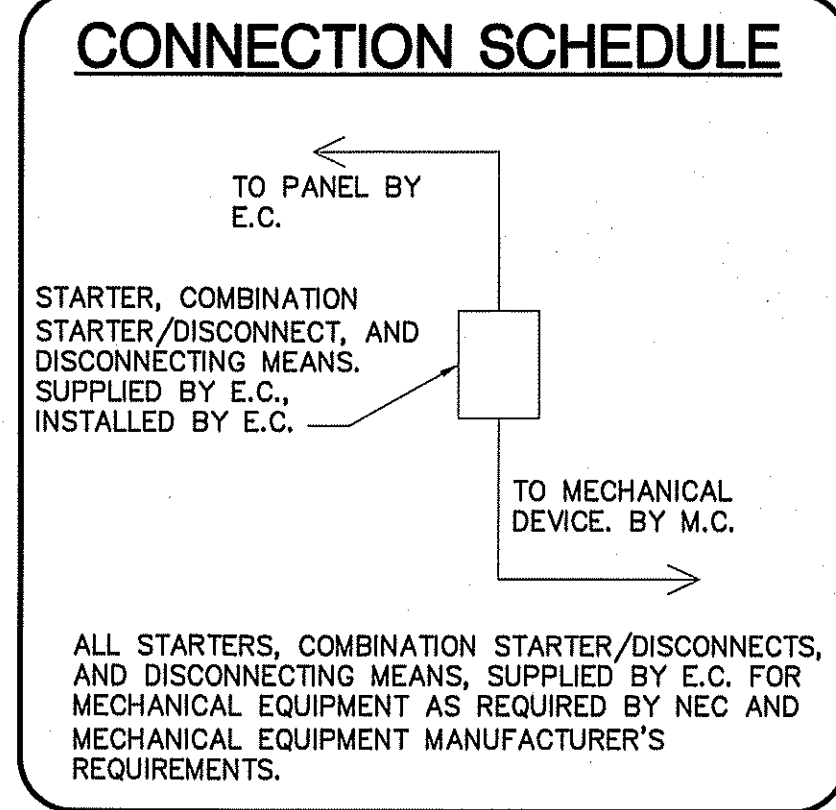 CONNECTION SCHEDULE
TO PANEL BY
E.C.
STARTER, COMBINATION
STARTER/DISCONNECT, AND
DISCONNECTING MEANS.
SUPPLIED BY E.C.,
INSTALLED BY E.C.
TO MECHANICAL
DEVICE. BY M.C.
ALL STARTERS, COMBINATION STARTER/DISCONNECTS,
AND DISCONNECTING MEANS, SUPPLIED BY E.C. FOR
MECHANICAL EQUIPMENT AS REQUIRED BY NEC AND
MECHANICAL EQUIPMENT MANUFACTURER'S
REQUIREMENTS.